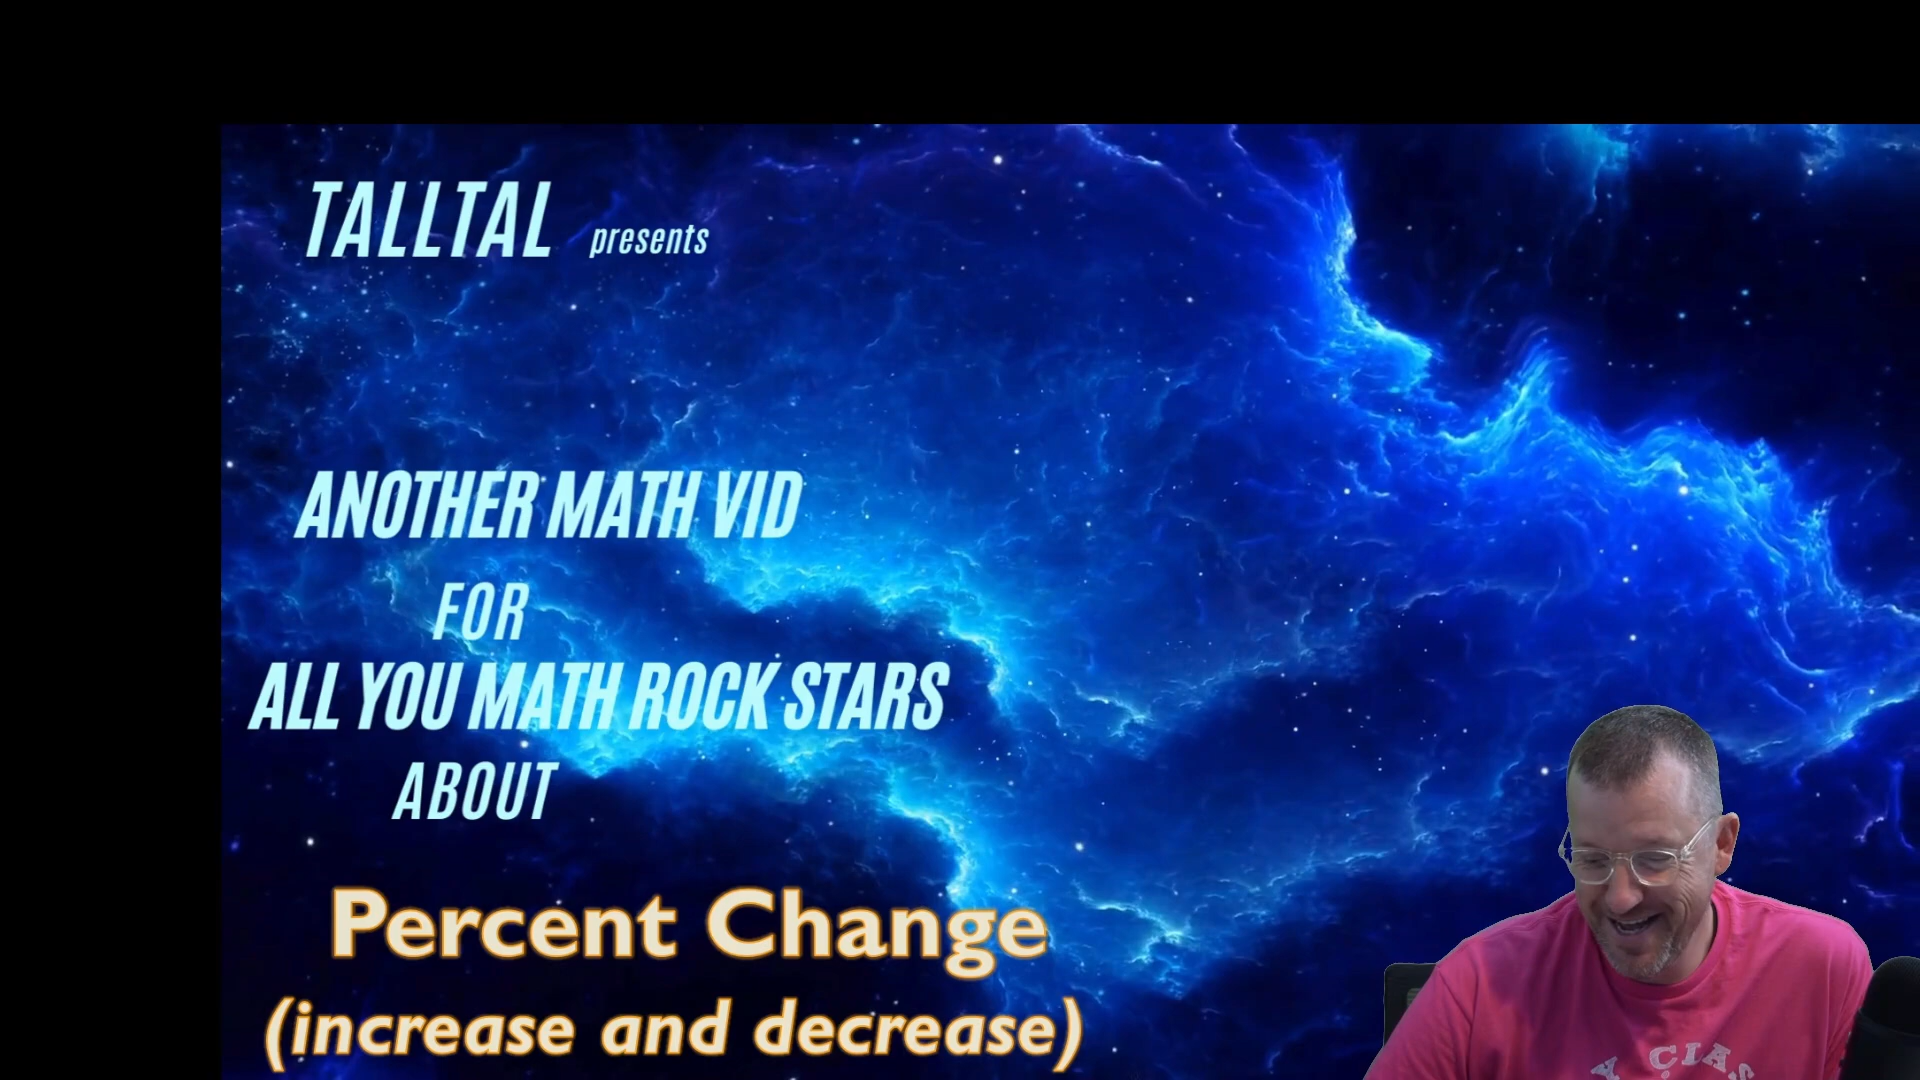 TALLTAL presents
ANOTHER MATH VID
FOR
ALL YOU MATH ROCK STARS
ABOUT
Percent Change
(increase and decrease)